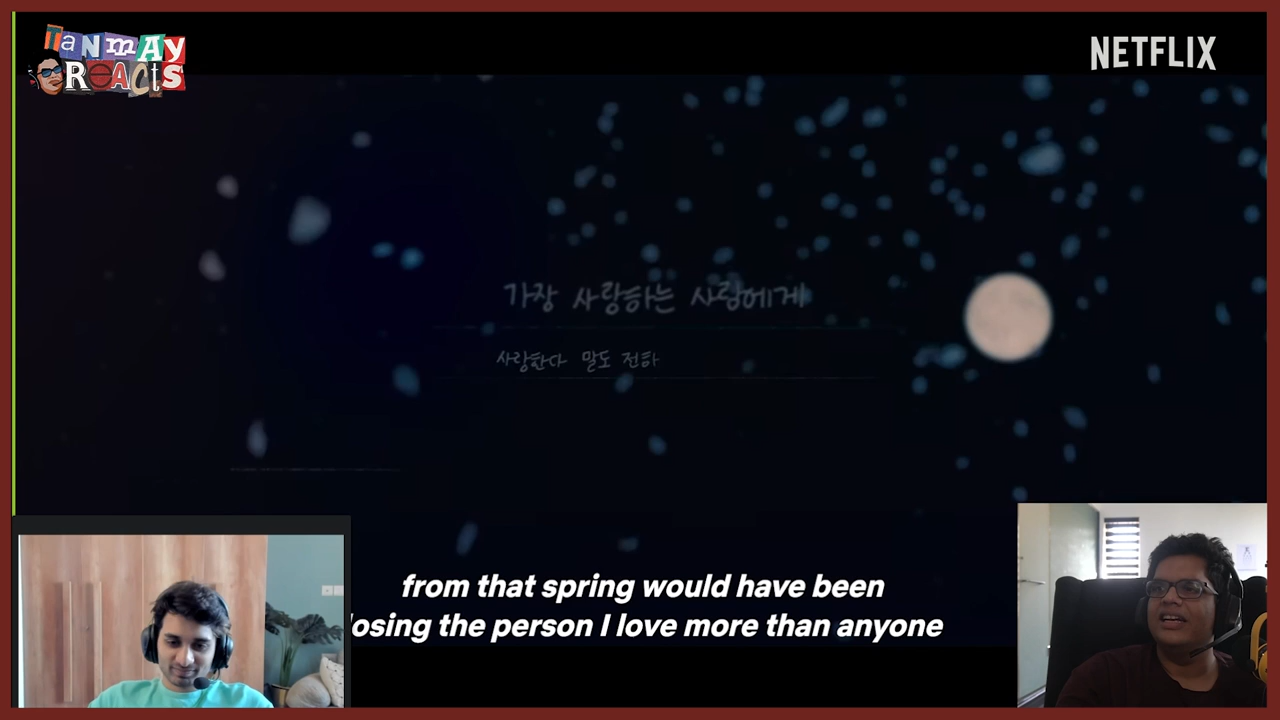 TANMAY
REACTS
NETFLIX
가장 사랑하는 사람에게
사랑한다 말도 전하
from that spring would have been
losing the person I love more than anyone